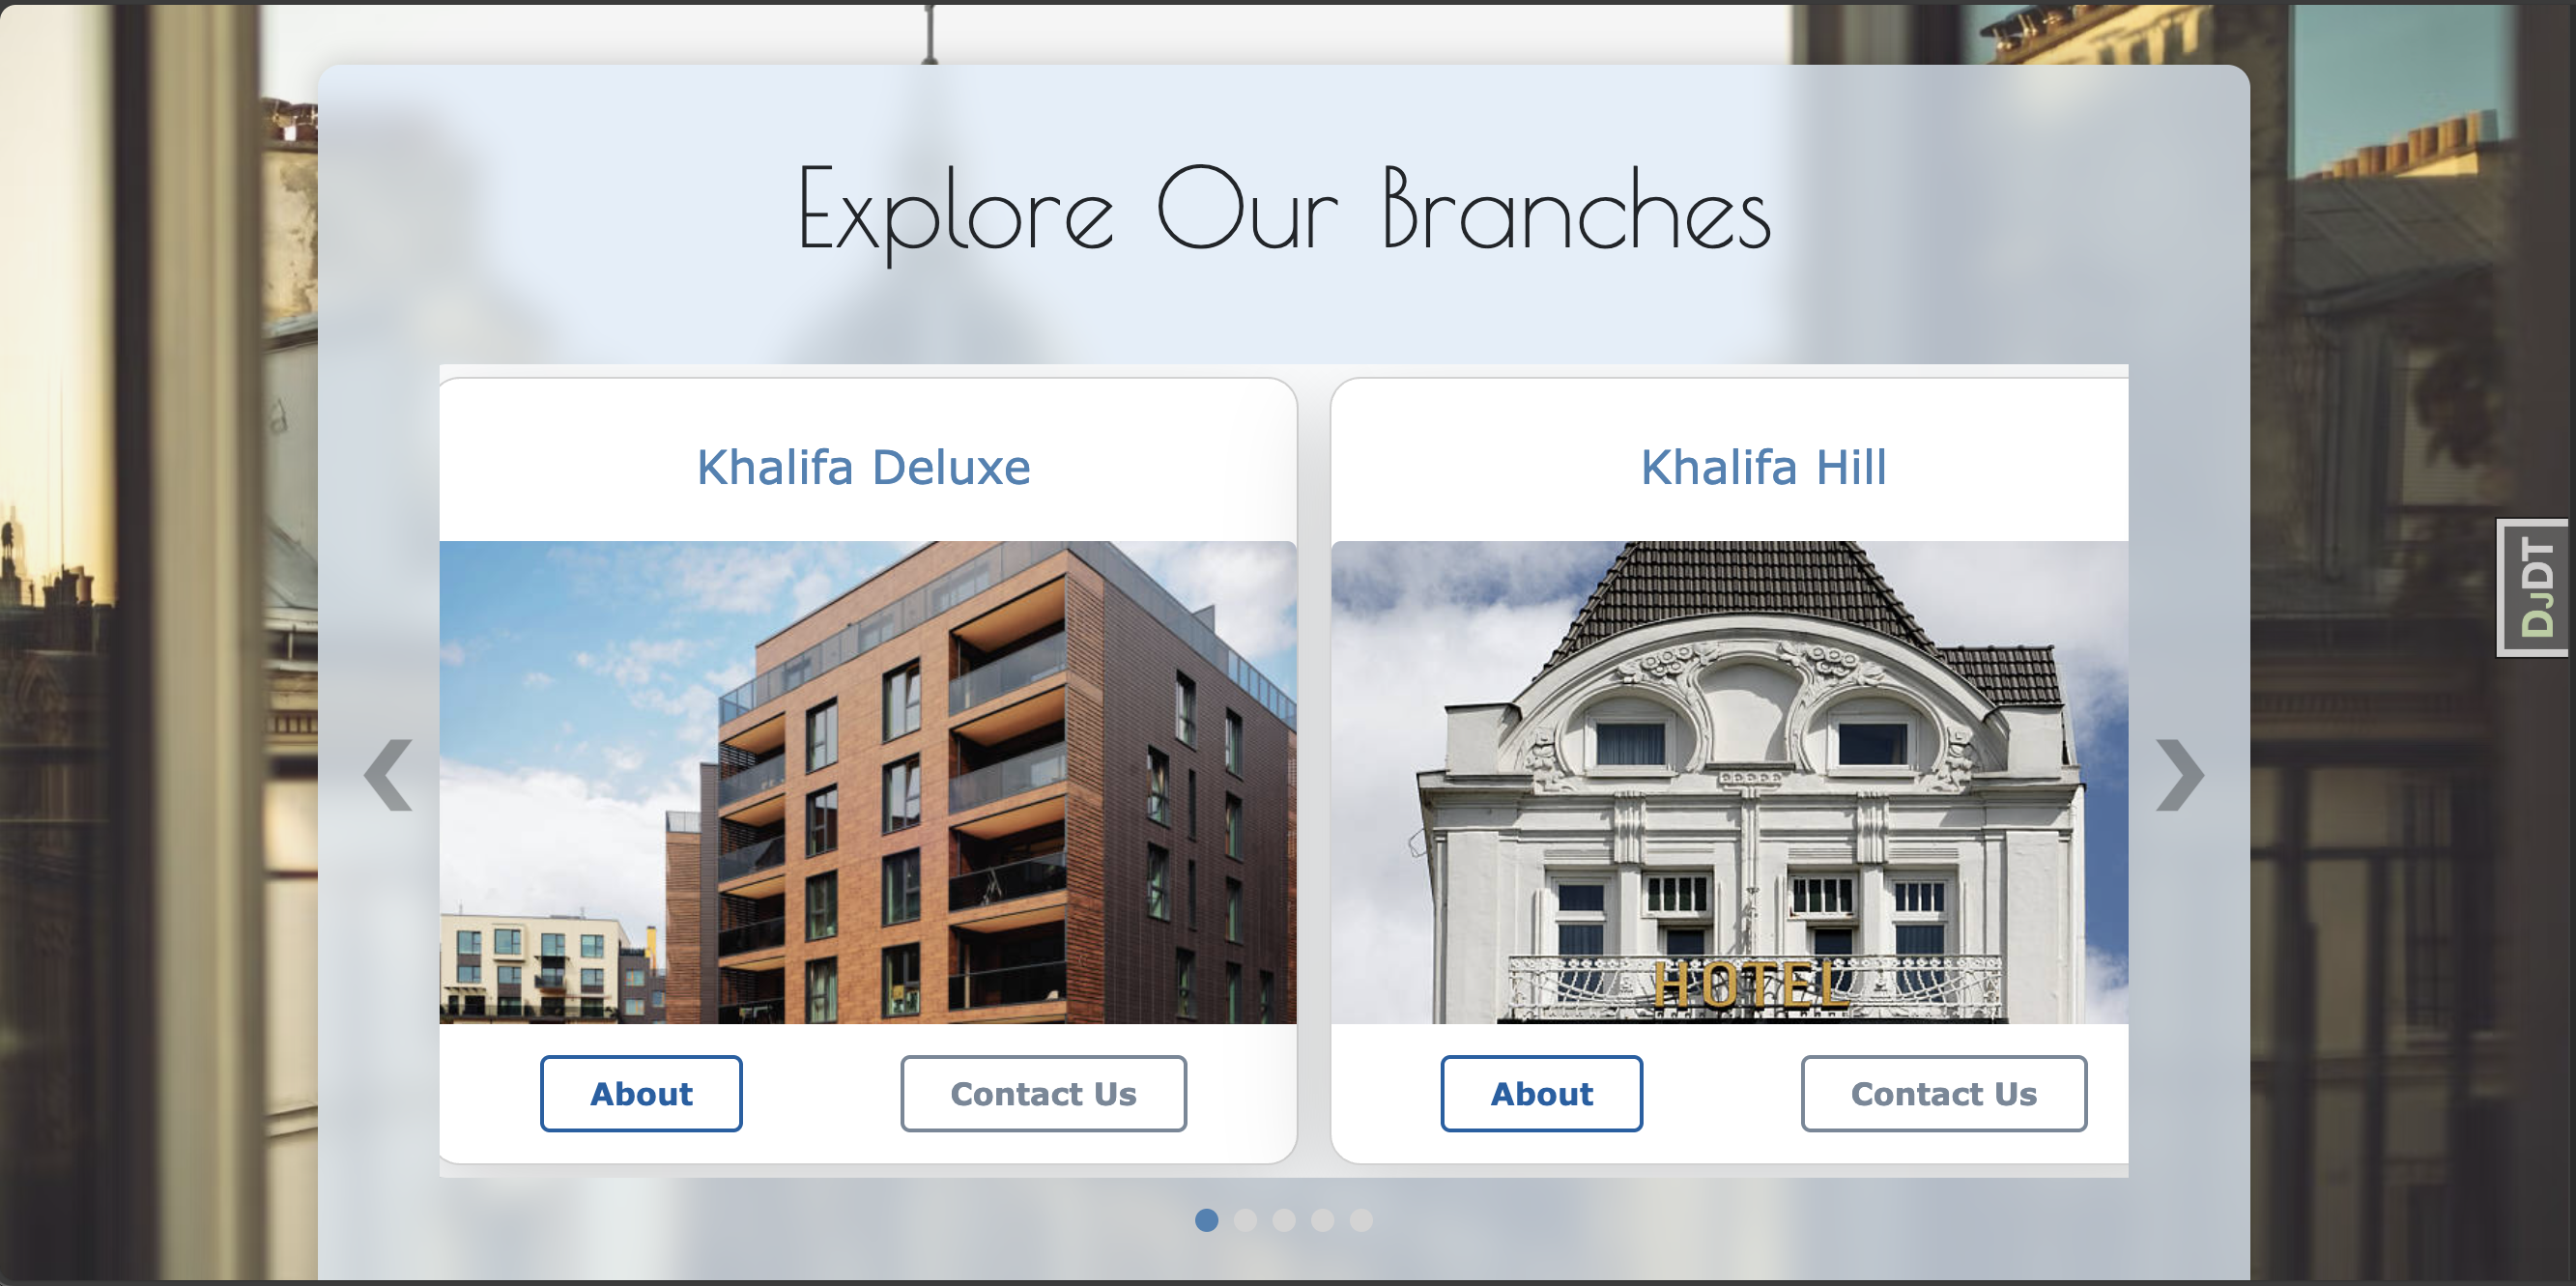 Explore Our Branches
Khalifa Deluxe
Khalifa Hill
HOTEL
About
Contact Us
About
Contact Us
DJDT